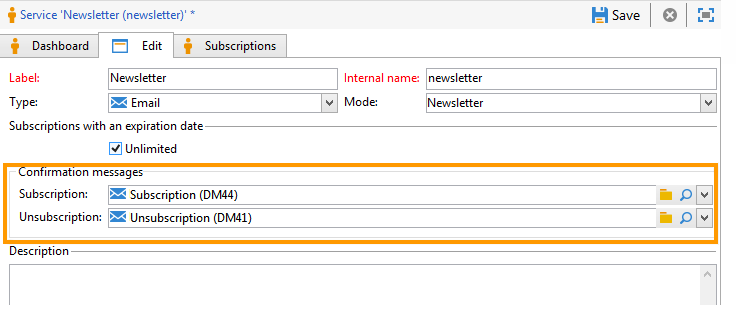 Service 'Newsletter (newsletter)' * Save
Dashboard Edit Subscriptions
Label: Newsletter Internal name: newsletter
Type: Email Mode: Newsletter
Subscriptions with an expiration date
Unlimited
Confirmation messages
Subscription: Subscription (DM44)
Unsubscription: Unsubscription (DM41)
Description